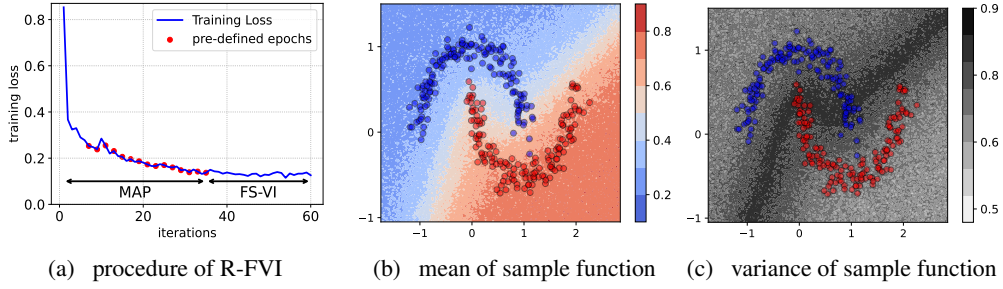 Training Loss
pre-defined epochs
training loss
0.8
0.6
0.4
0.2
0.0
MAP
FS-VI
0 20 40 60
iterations
(a) procedure of R-FVI
1
0
−1
−1 0 1 2
0.8
0.6
0.4
0.2
(b) mean of sample function
1
0
−1
−1 0 1 2
0.9
0.8
0.7
0.6
0.5
(c) variance of sample function